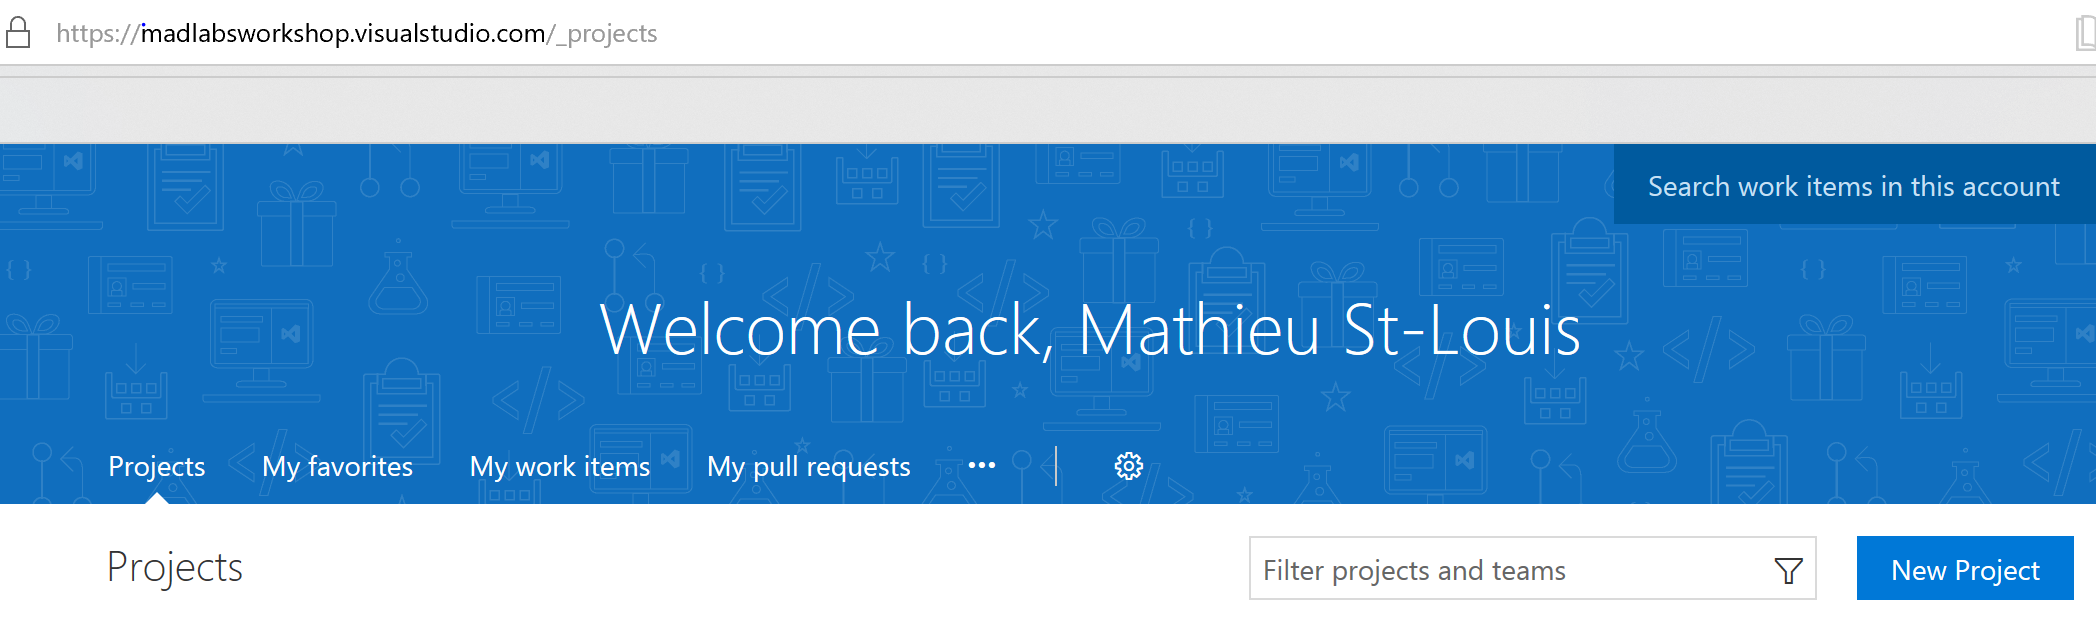 https://madlabsworkshop.visualstudio.com/_projects
Search work items in this account
Welcome back, Mathieu St-Louis
Projects My favorites My work items My pull requests •••
Projects
Filter projects and teams
New Project